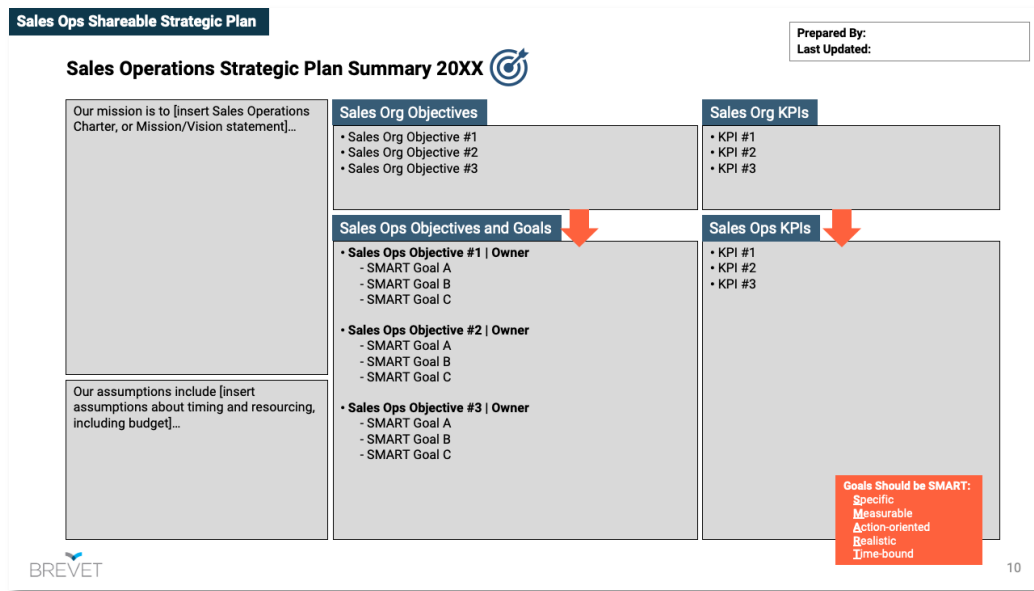 Sales Ops Shareable Strategic Plan
Prepared By:
Last Updated:
Sales Operations Strategic Plan Summary 20XX
Our mission is to [insert Sales Operations
Charter, or Mission/Vision statement]…
Our assumptions include [insert
assumptions about timing and resourcing,
including budget]…
Sales Org Objectives
• Sales Org Objective #1
• Sales Org Objective #2
• Sales Org Objective #3
Sales Org KPIs
• KPI #1
• KPI #2
• KPI #3
Sales Ops Objectives and Goals
• Sales Ops Objective #1 | Owner
- SMART Goal A
- SMART Goal B
- SMART Goal C
• Sales Ops Objective #2 | Owner
- SMART Goal A
- SMART Goal B
- SMART Goal C
• Sales Ops Objective #3 | Owner
- SMART Goal A
- SMART Goal B
- SMART Goal C
Sales Ops KPIs
• KPI #1
• KPI #2
• KPI #3
Goals Should be SMART:
Specific
Measurable
Action-oriented
Realistic
Time-bound
BREVET
10